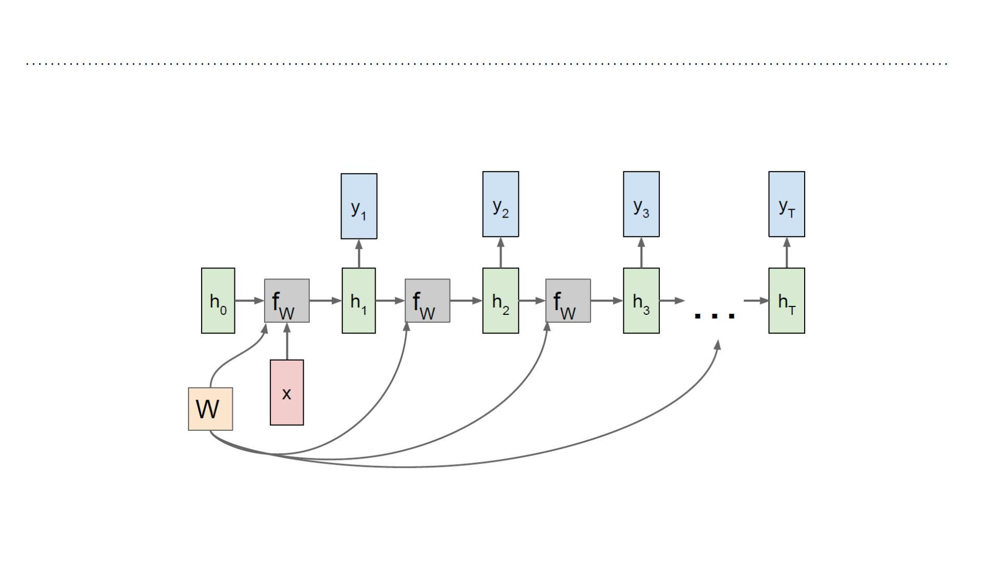 y1 y2 y3 yT
h0 fW h1 fW h2 fW h3 ... hT
W x